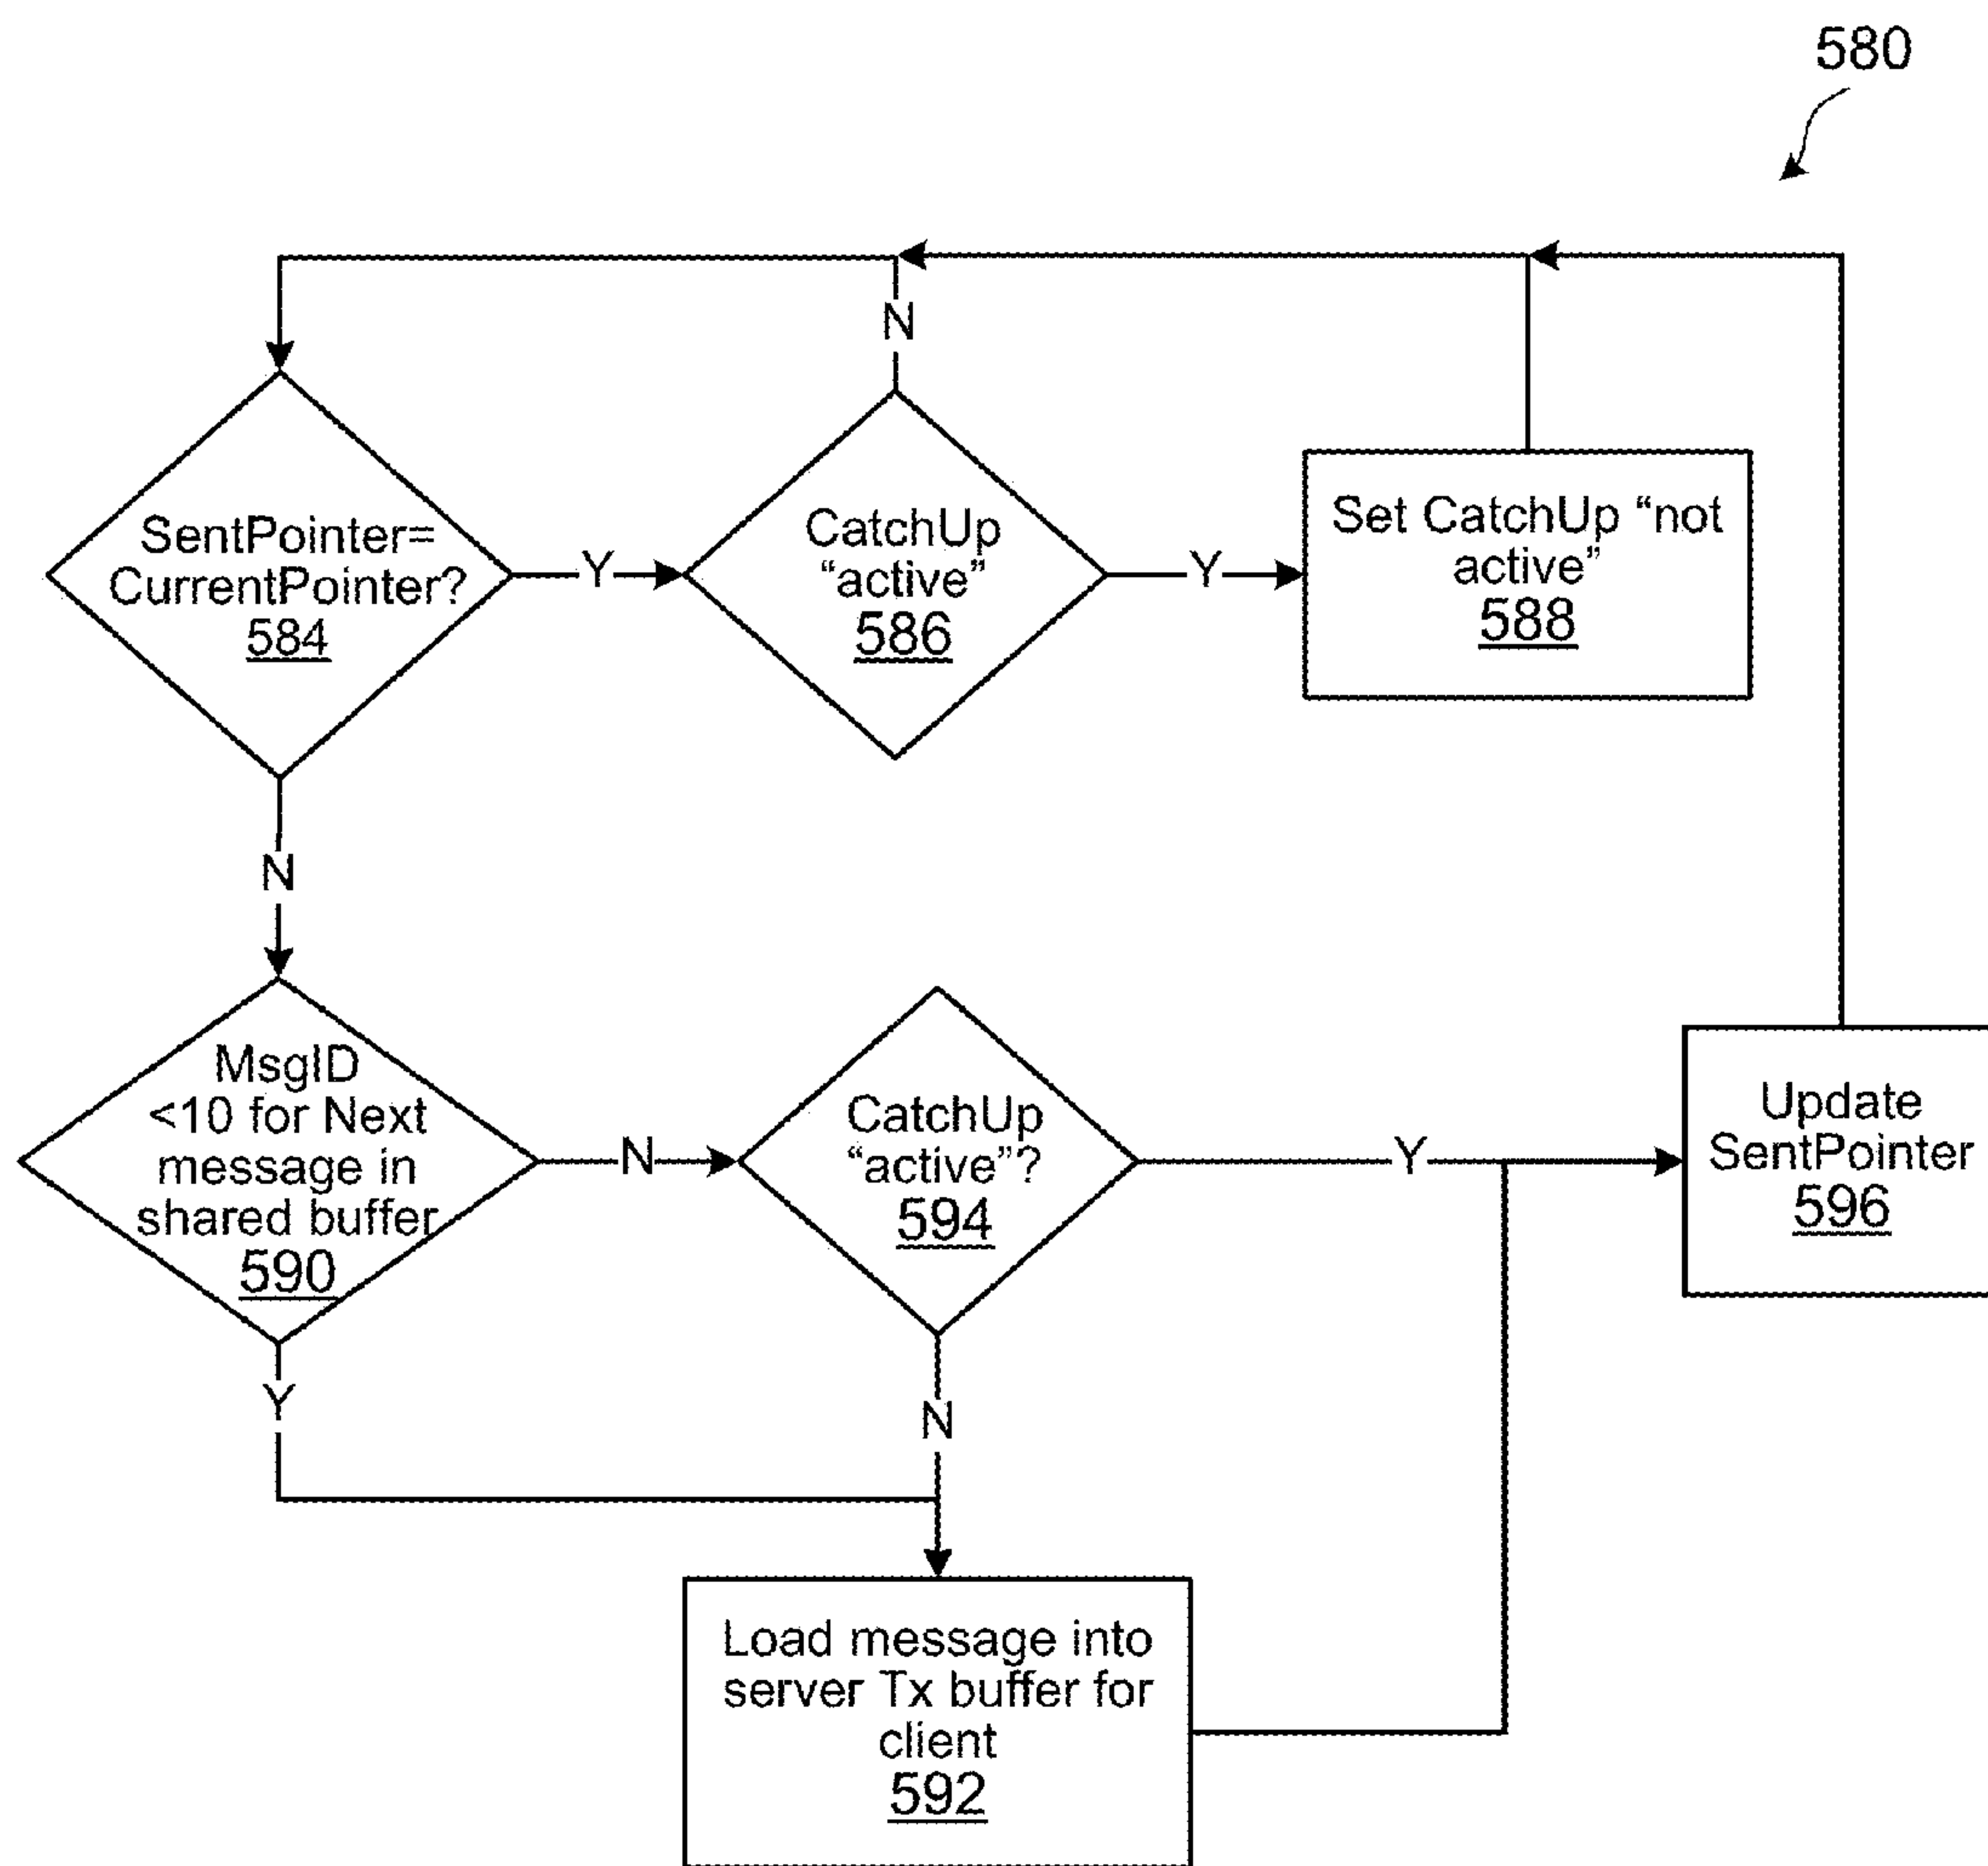 580
N
SentPointer=
CurrentPointer?
584
Y
CatchUp
“active”
586
Y
Set CatchUp “not
active”
588
N
MsgID
<10 for Next
message in
shared buffer
590
N
CatchUp
“active”?
594
Y
Update
SentPointer
596
Y
N
Load message into
server Tx buffer for
client
592